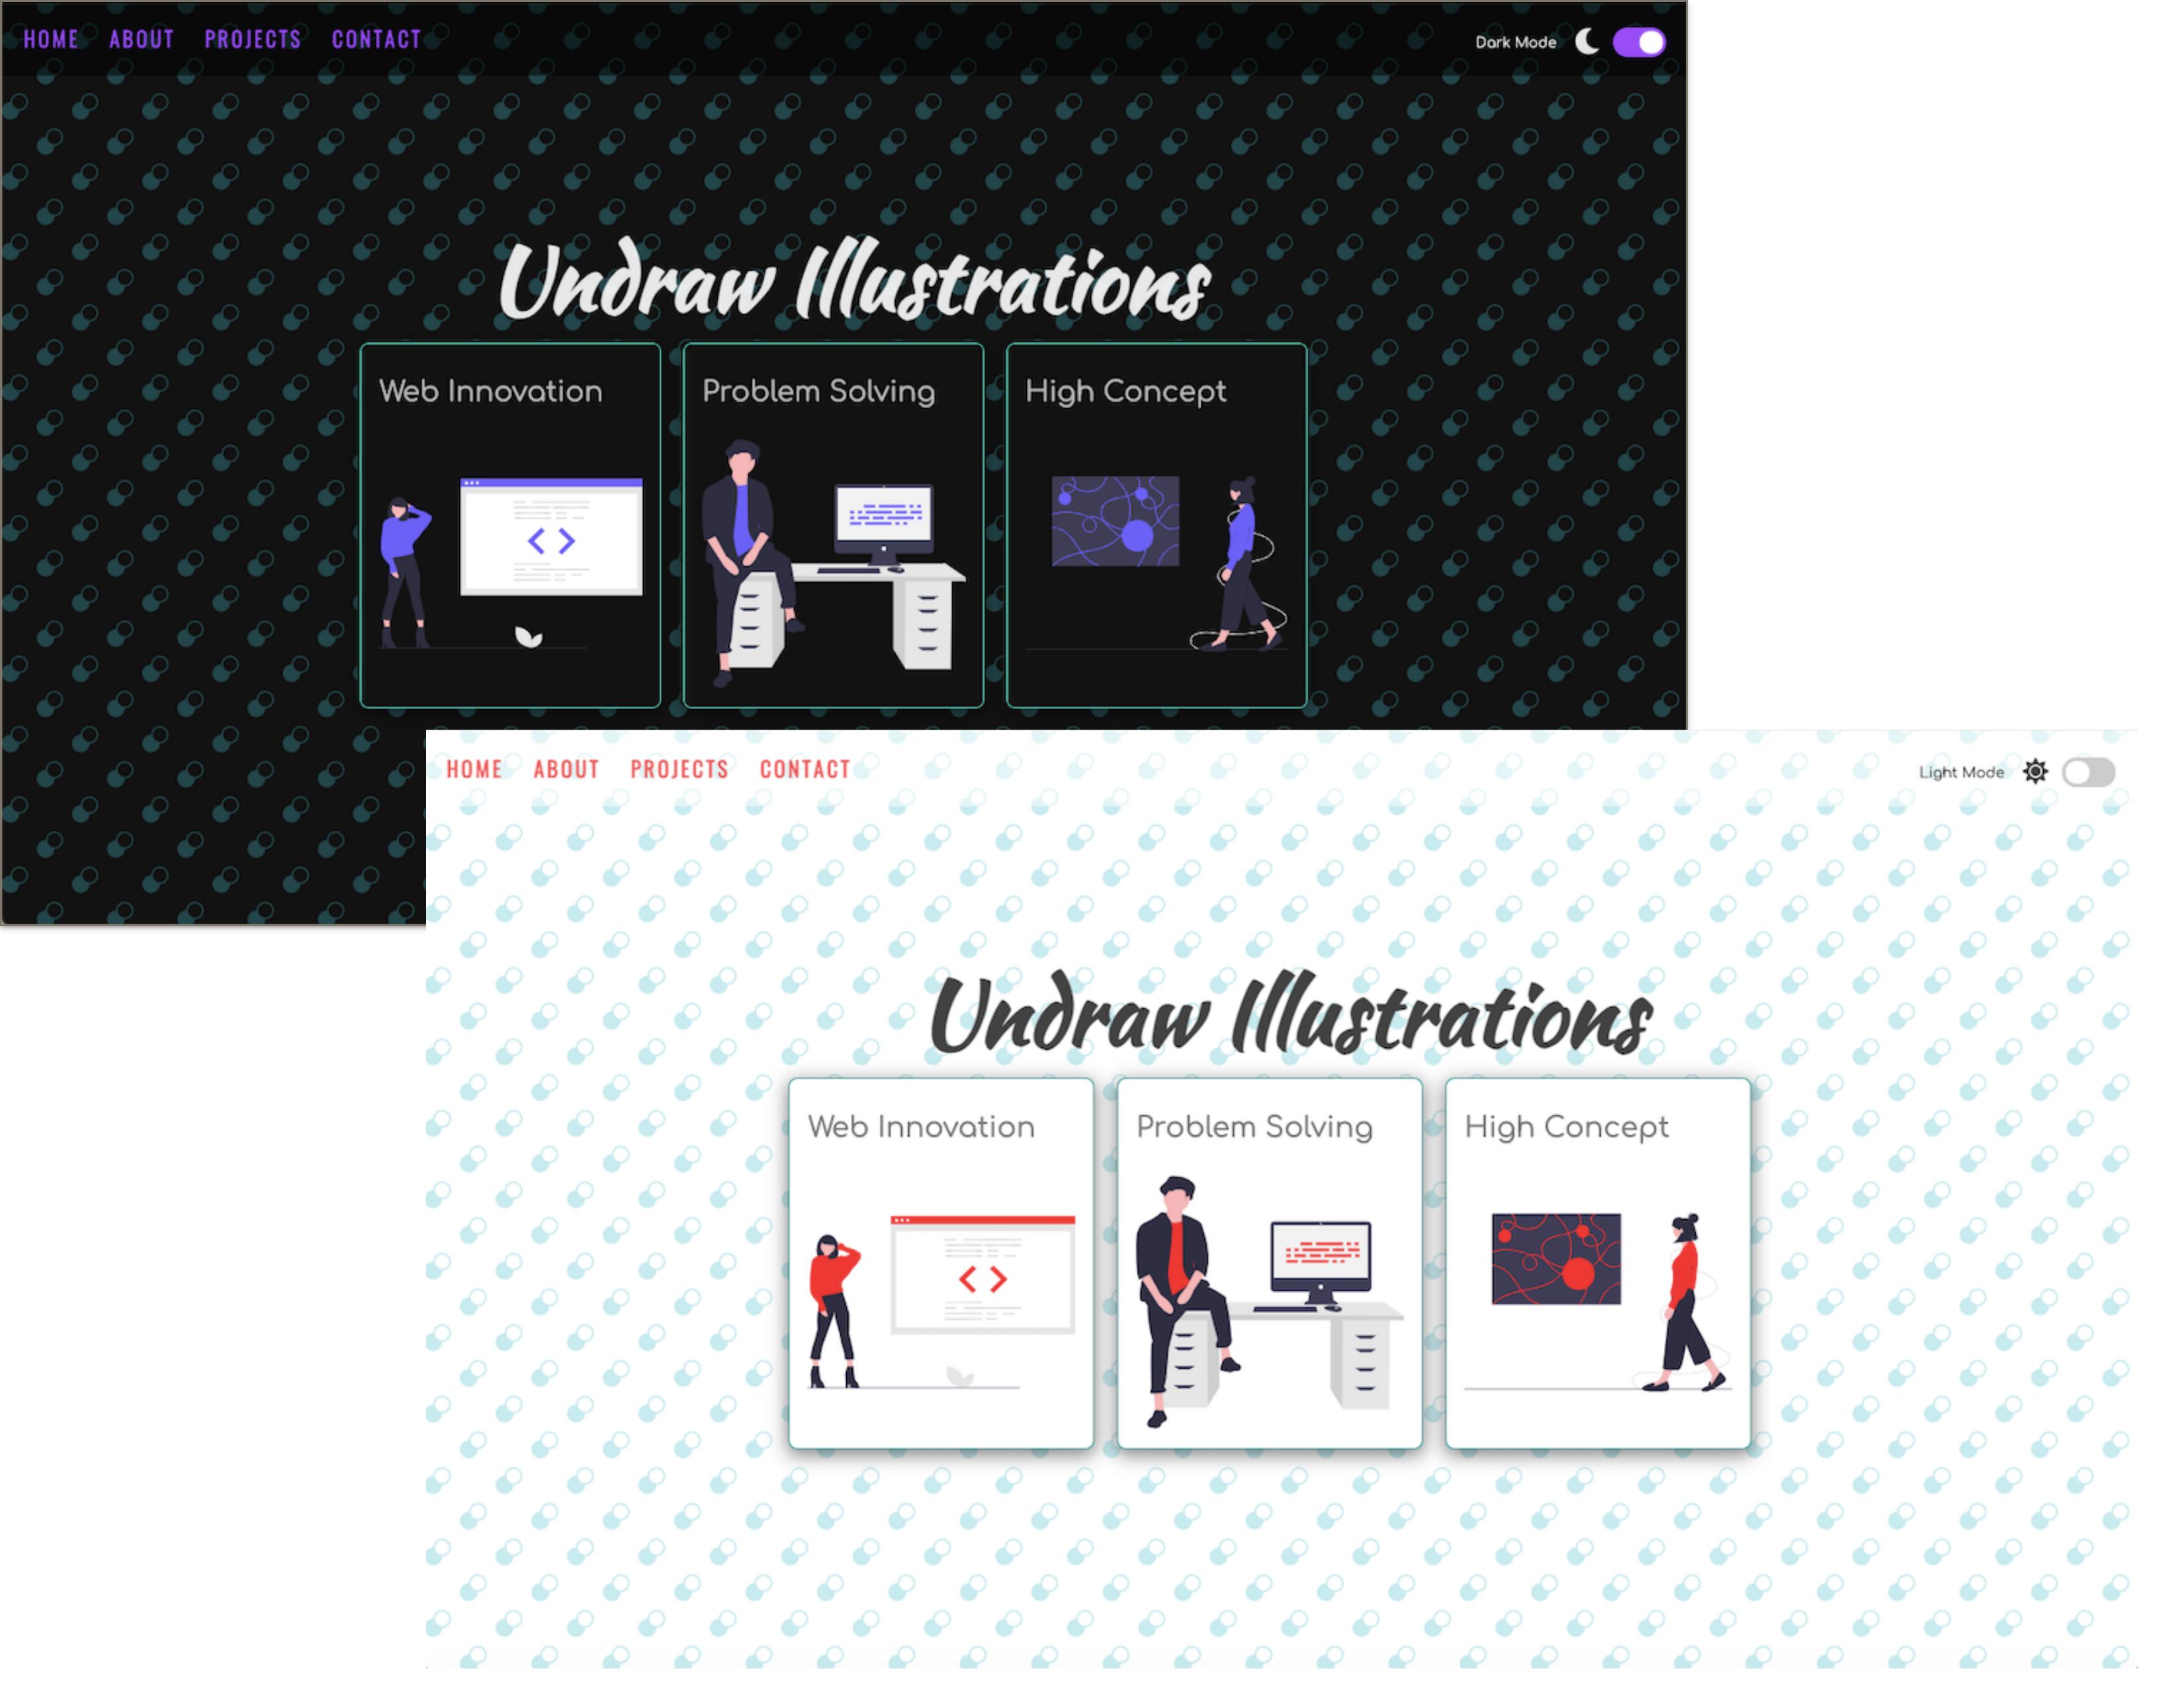 HOME ABOUT PROJECTS CONTACT Dark Mode
Undraw Illustrations
Web Innovation
Problem Solving
High Concept
HOME ABOUT PROJECTS CONTACT Light Mode
Undraw Illustrations
Web Innovation
Problem Solving
High Concept